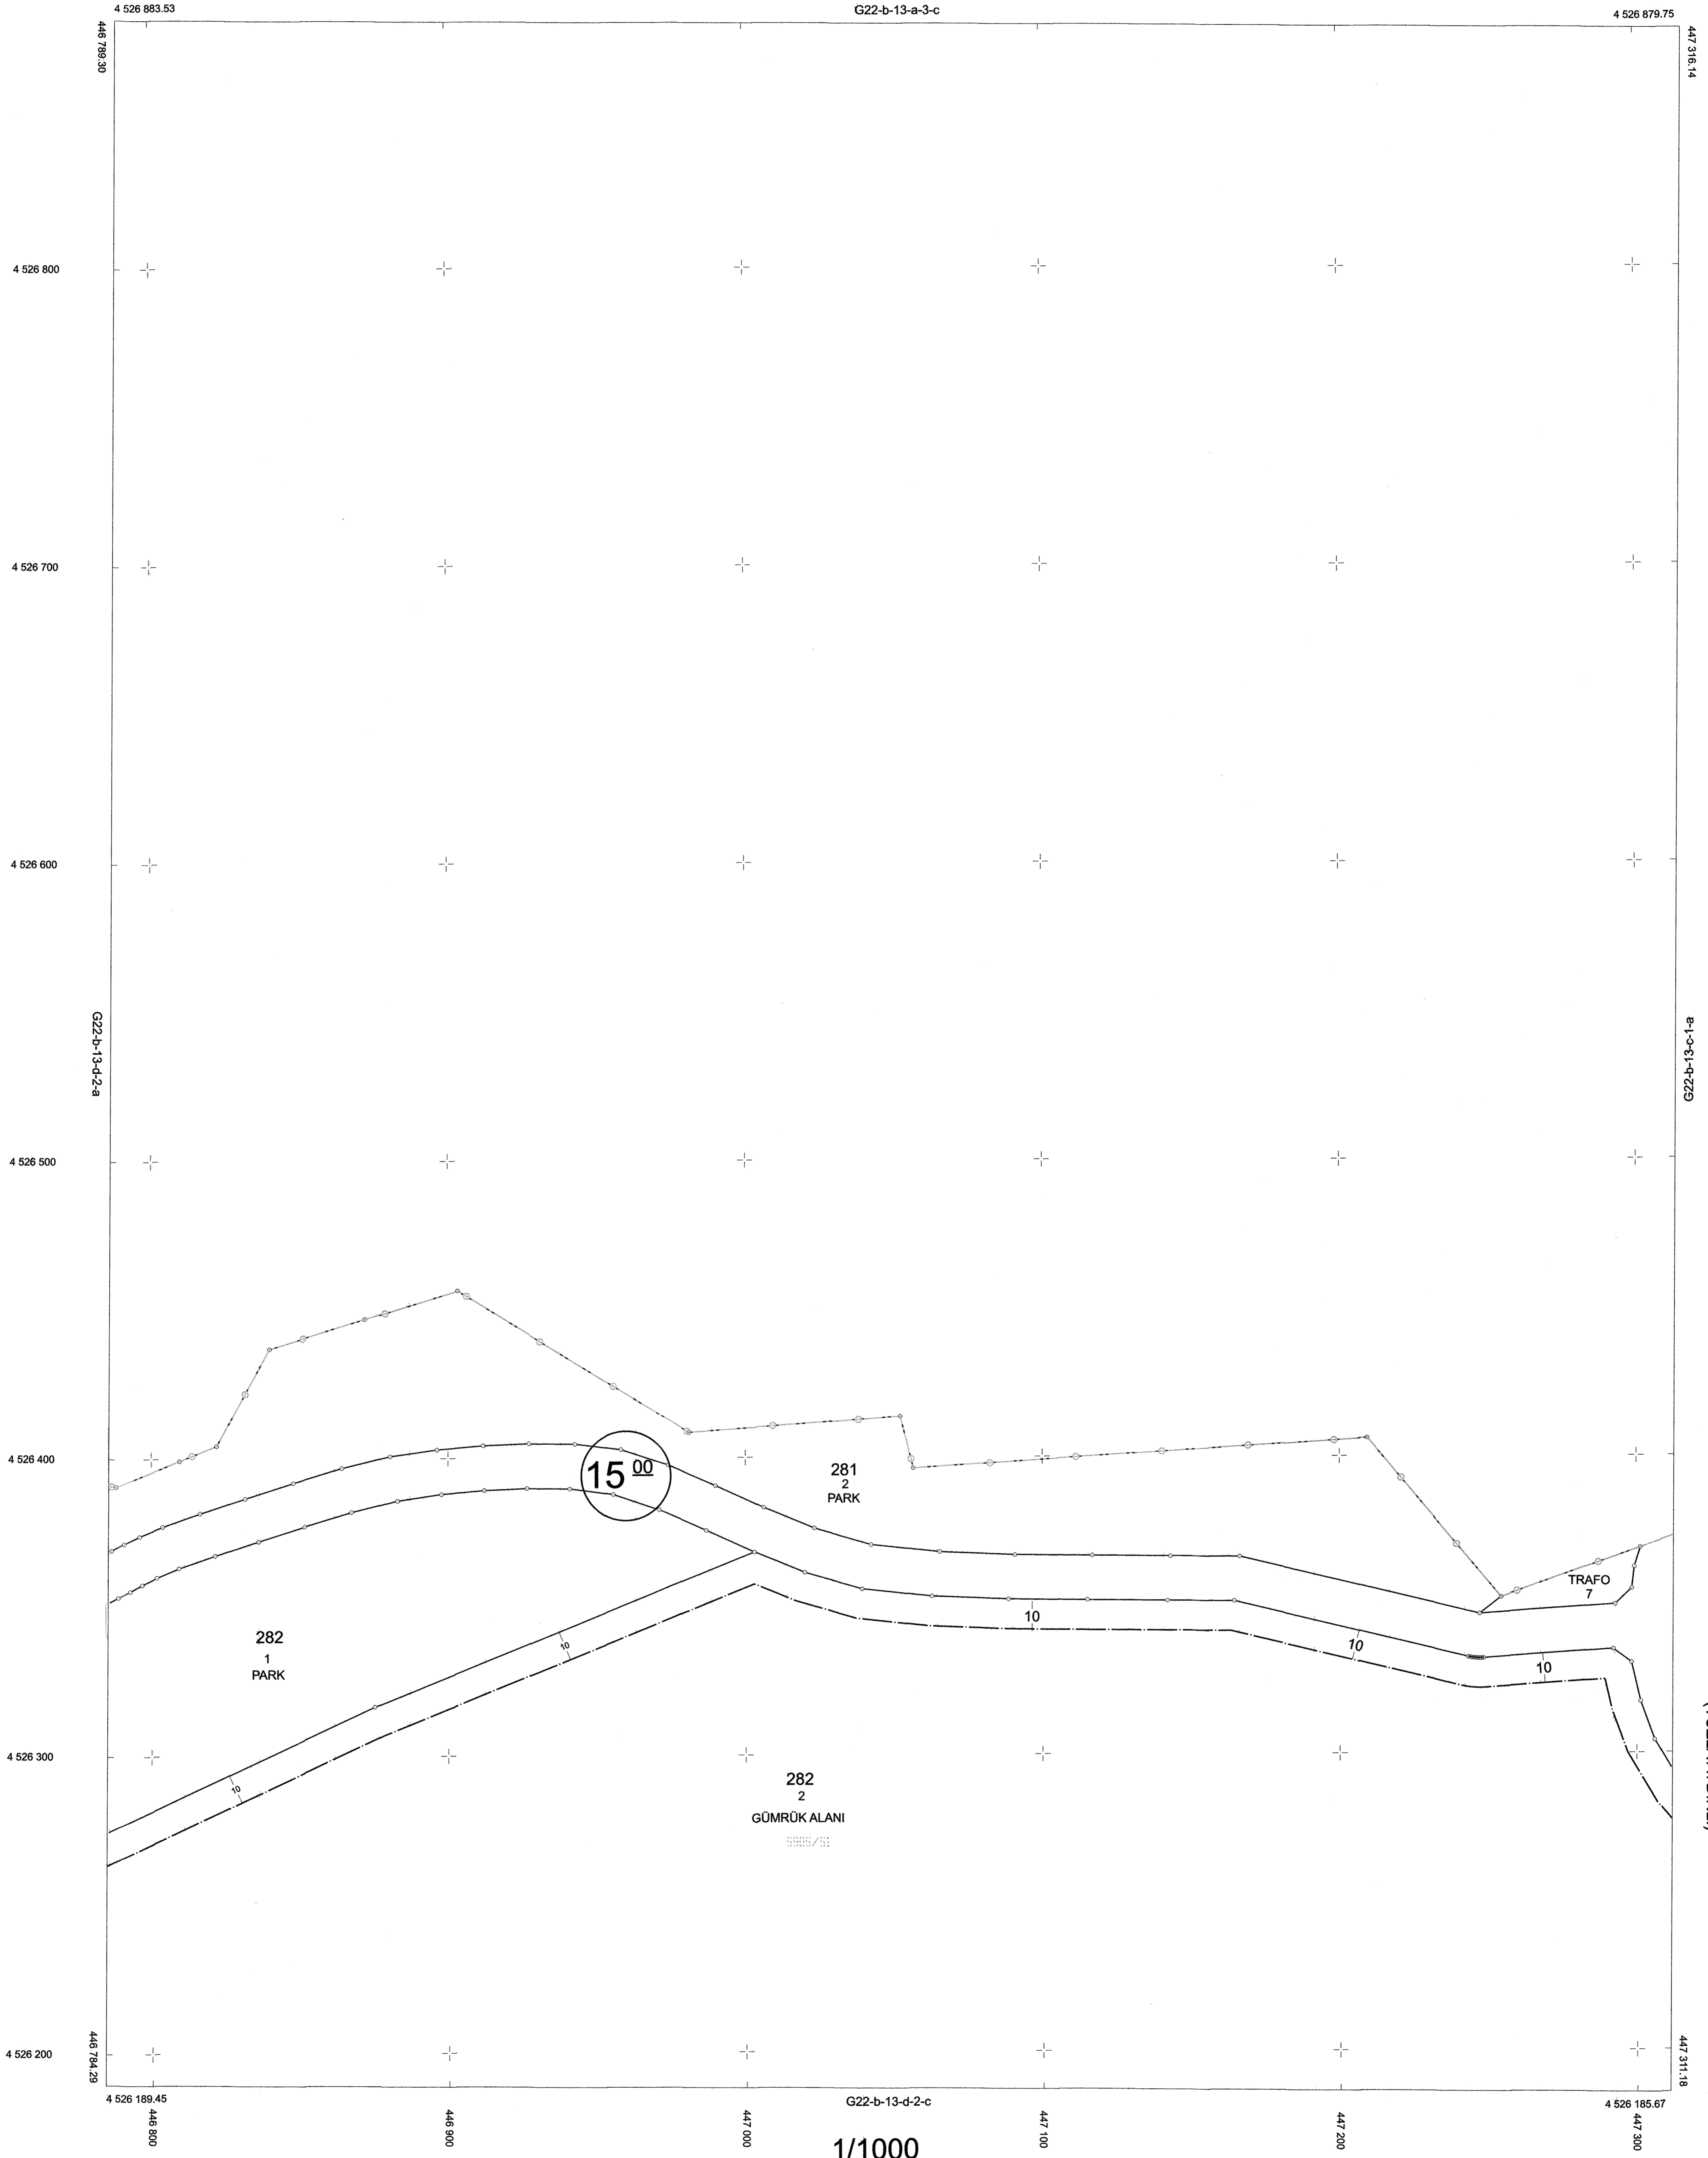 4 526 883.53
G22-b-13-a-3-c
4 526 879.75
446 789.30
447 316.14
4 526 800
4 526 700
4 526 600
G22-b-13-d-2-a
G22-b-13-c-1-a
4 526 500
4 526 400
15 00
281
2
PARK
TRAFO
7
10
10
10
10
282
1
PARK
4 526 300
10
282
2
GÜMRÜK ALANI
4 526 200
446 784.29
447 311.18
4 526 189.45
G22-b-13-d-2-c
4 526 185.67
446 800
446 900
447 000
447 100
447 200
447 300
1/1000